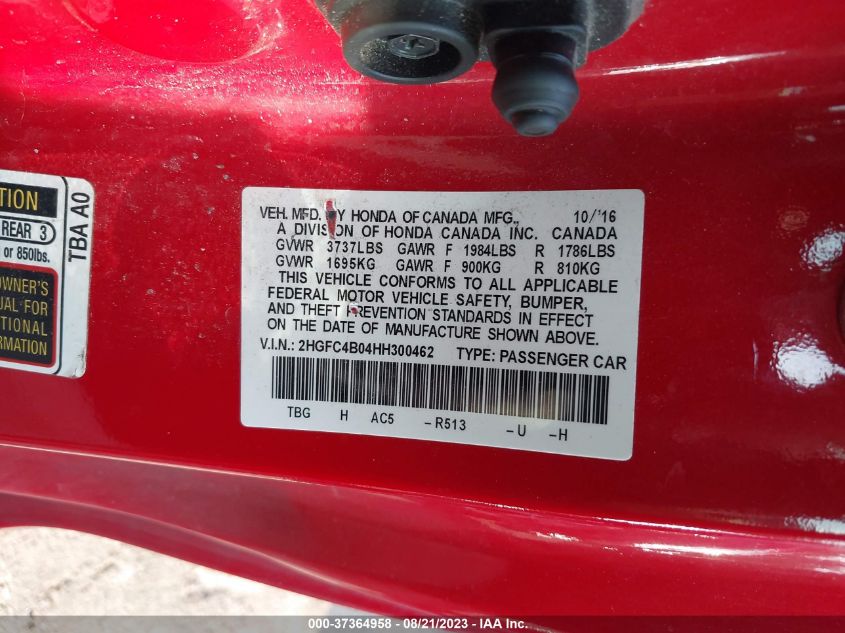 TION
REAR 3
or 850lbs.
OWNER'S
UAL FOR
TIONAL
RMATION
TBA A0
VEH. MFD. BY HONDA OF CANADA MFG., 10/'16
A DIVISION OF HONDA CANADA INC. CANADA
GVWR 3737LBS GAWR F 1984LBS R 1786LBS
GVWR 1695KG GAWR F 900KG R 810KG
THIS VEHICLE CONFORMS TO ALL APPLICABLE
FEDERAL MOTOR VEHICLE SAFETY, BUMPER,
AND THEFT PREVENTION STANDARDS IN EFFECT
ON THE DATE OF MANUFACTURE SHOWN ABOVE.
V.I.N.: 2HGFC4B04HH300462 TYPE: PASSENGER CAR
TBG H AC5 -R513 -U -H
000-37364958 - 08/21/2023 - IAA Inc.